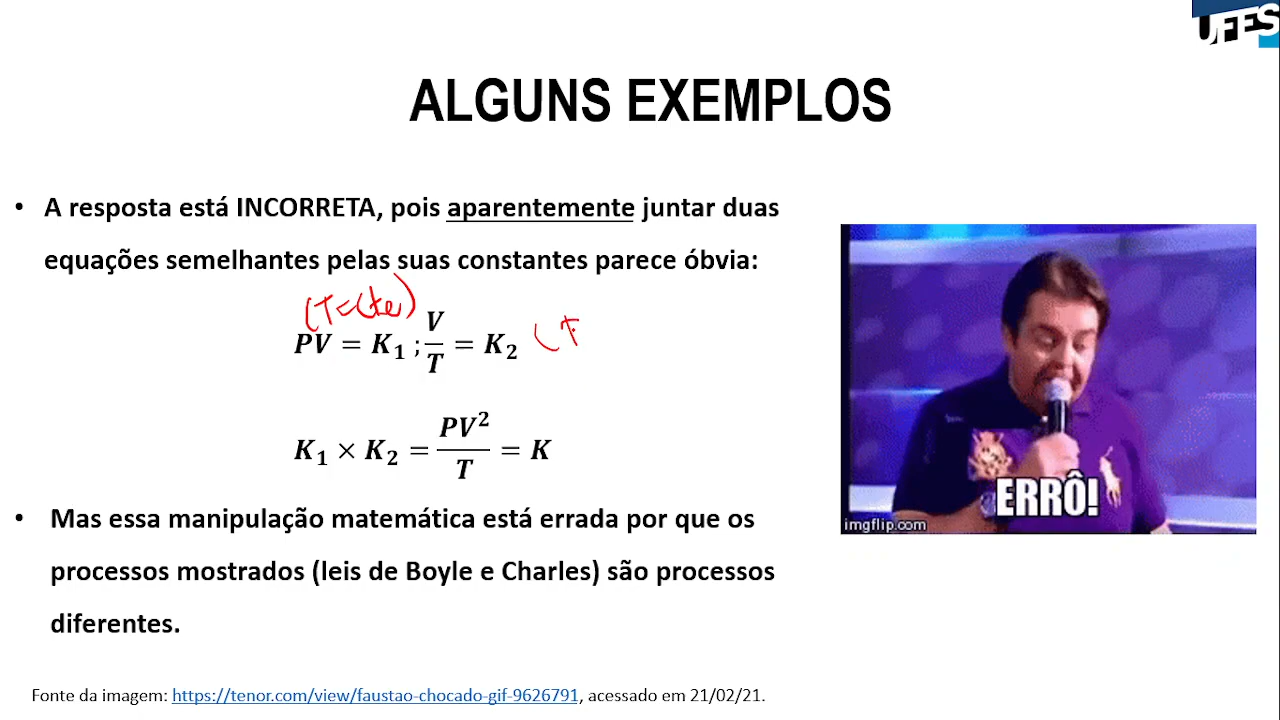 UFES
ALGUNS EXEMPLOS
• A resposta está INCORRETA, pois aparentemente juntar duas
equações semelhantes pelas suas constantes parece óbvia:
(T=cte)
PV = K₁ ; V/T = K₂
K₁ × K₂ = PV²/T = K
• Mas essa manipulação matemática está errada por que os
processos mostrados (leis de Boyle e Charles) são processos
diferentes.
ERRÔ!
imgflip.com
Fonte da imagem: https://tenor.com/view/faustao-chocado-gif-9626791, acessado em 21/02/21.